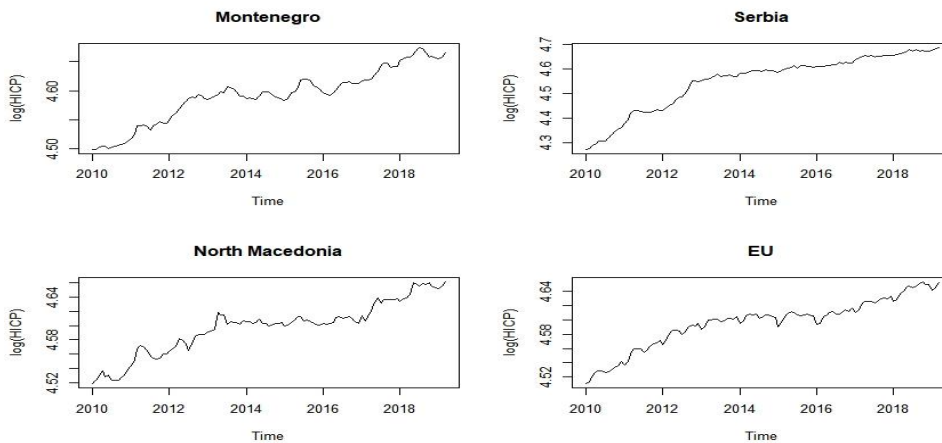 Montenegro
log(HICP)
4.60
4.50
2010 2012 2014 2016 2018
Time
Serbia
log(HICP)
4.7
4.6
4.5
4.4
4.3
2010 2012 2014 2016 2018
Time
North Macedonia
log(HICP)
4.64
4.58
4.52
2010 2012 2014 2016 2018
Time
EU
log(HICP)
4.64
4.58
4.52
2010 2012 2014 2016 2018
Time